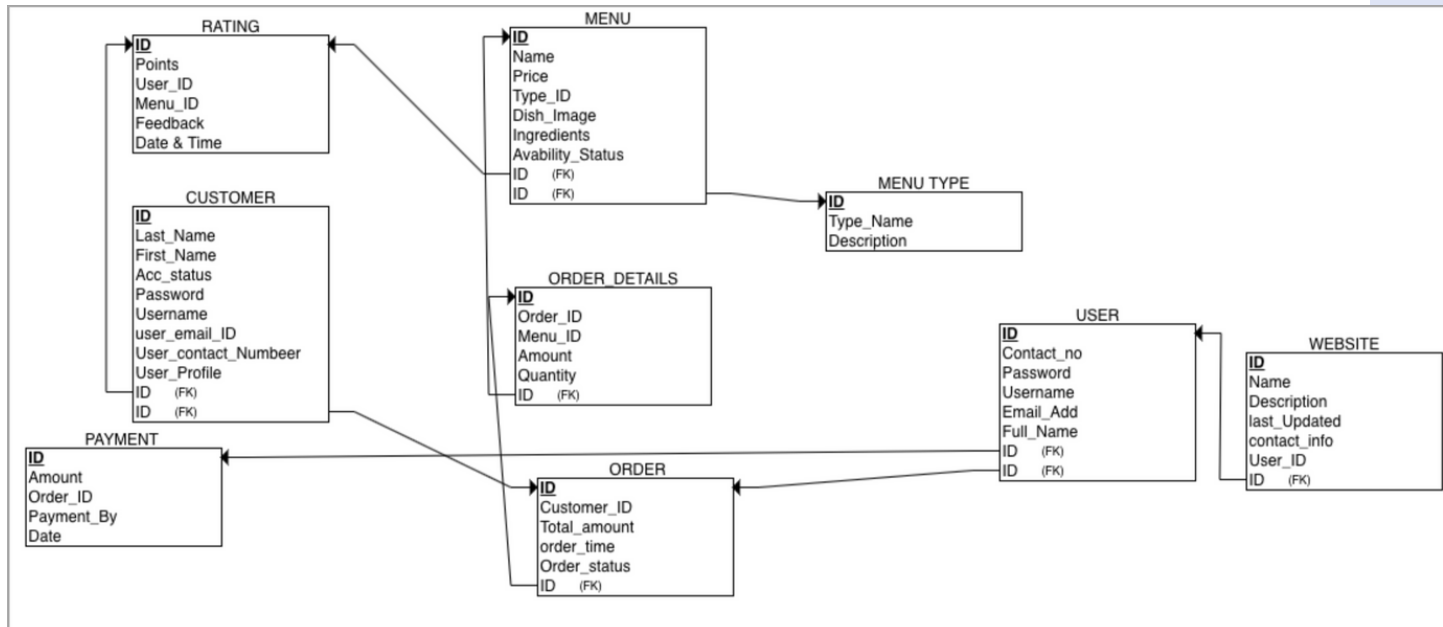 RATING
ID
Points
User_ID
Menu_ID
Feedback
Date & Time
MENU
ID
Name
Price
Type_ID
Dish_Image
Ingredients
Avability_Status
ID (FK)
ID (FK)
MENU TYPE
ID
Type_Name
Description
CUSTOMER
ID
Last_Name
First_Name
Acc_status
Password
Username
user_email_ID
User_contact_Numbeer
User_Profile
ID (FK)
ID (FK)
ORDER_DETAILS
ID
Order_ID
Menu_ID
Amount
Quantity
ID (FK)
USER
ID
Contact_no
Password
Username
Email_Add
Full_Name
ID (FK)
ID (FK)
WEBSITE
ID
Name
Description
last_Updated
contact_info
User_ID
ID (FK)
PAYMENT
ID
Amount
Order_ID
Payment_By
Date
ORDER
ID
Customer_ID
Total_amount
order_time
Order_status
ID (FK)